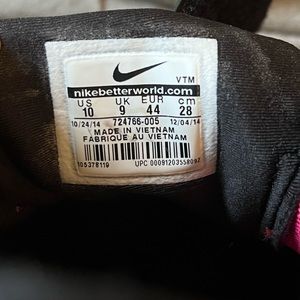 VTM
nikebetterworld.com
US UK EUR cm
10 9 44 28
10/24/14 724766-005 12/04/14
MADE IN VIETNAM
FABRIQUE AU VIETNAM
105378119